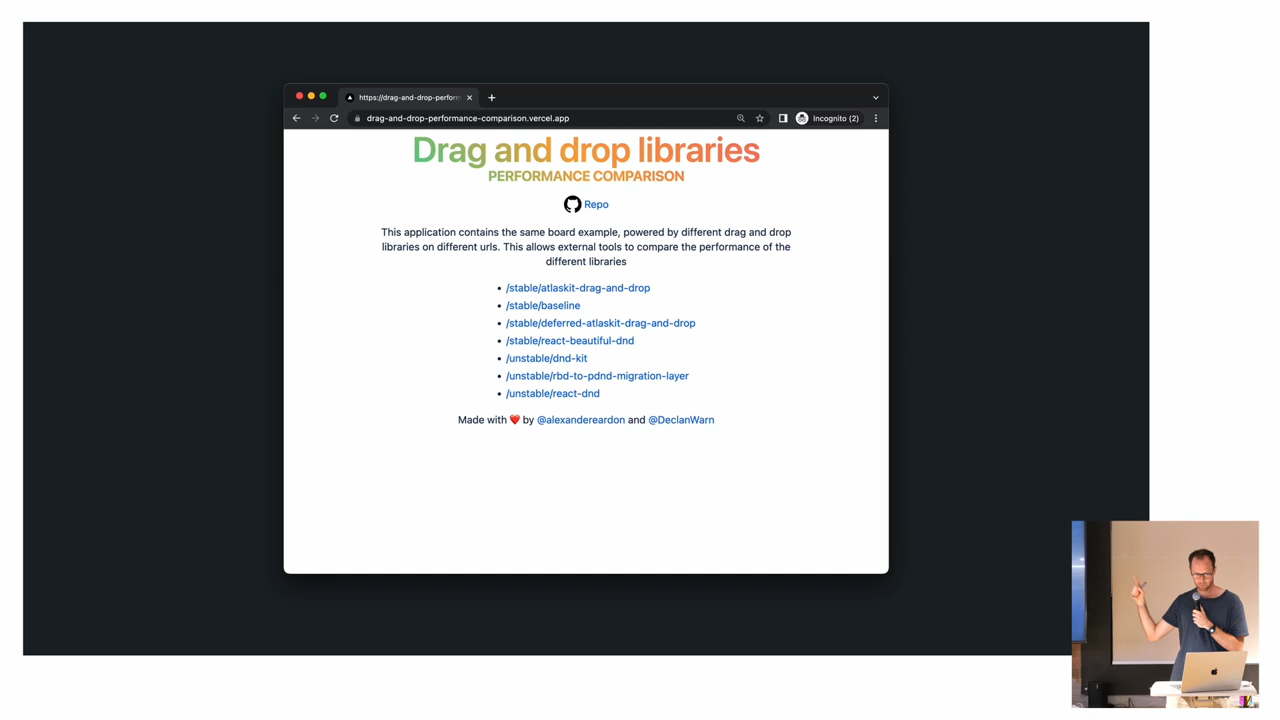 https://drag-and-drop-perform
drag-and-drop-performance-comparison.vercel.app
Incognito (2)
Drag and drop libraries
PERFORMANCE COMPARISON
Repo
This application contains the same board example, powered by different drag and drop
libraries on different urls. This allows external tools to compare the performance of the
different libraries
• /stable/atlaskit-drag-and-drop
• /stable/baseline
• /stable/deferred-atlaskit-drag-and-drop
• /stable/react-beautiful-dnd
• /unstable/dnd-kit
• /unstable/rbd-to-pdnd-migration-layer
• /unstable/react-dnd
Made with ❤️ by @alexandereardon and @DeclanWarn